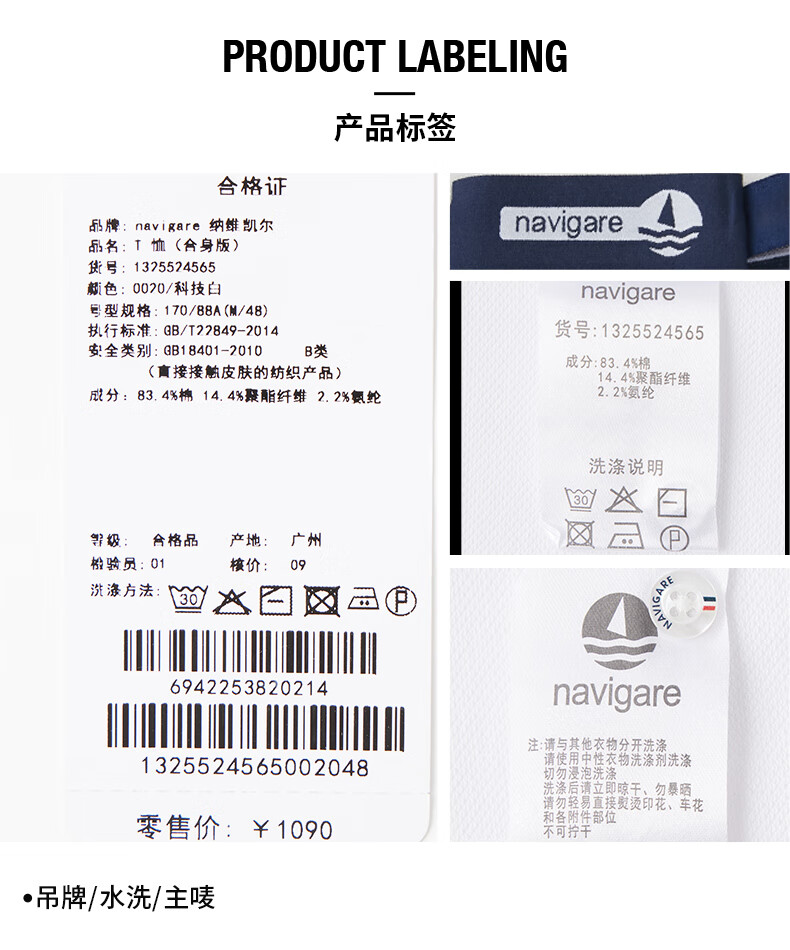 PRODUCT LABELING
产品标签
合格证
品牌: navigare 纳维凯尔
品名: T 恤 (合身版)
货号: 1325524565
颜色: 0020/科技白
号型规格: 170/88A(M/48)
执行标准: GB/T22849-2014
安全类别: GB18401-2010 B类
(直接接触皮肤的纺织产品)
成分: 83.4%棉 14.4%聚酯纤维 2.2%氨纶
等级: 合格品 产地: 广州
检验员: 01 核价: 09
洗涤方法:
30
P
6942253820214
1325524565002048
零售价: ￥1090
navigare
navigare
货号:1325524565
成分:83.4%棉
14.4%聚酯纤维
2.2%氨纶
洗涤说明
30
P
NAVIGARE
navigare
注:请与其他衣物分开洗涤
请使用中性衣物洗涤剂洗涤
切勿浸泡洗涤
洗涤后请立即晾干、勿暴晒
请勿轻易直接熨烫印花、车花
和各附件部位
不可拧干
•吊牌/水洗/主唛